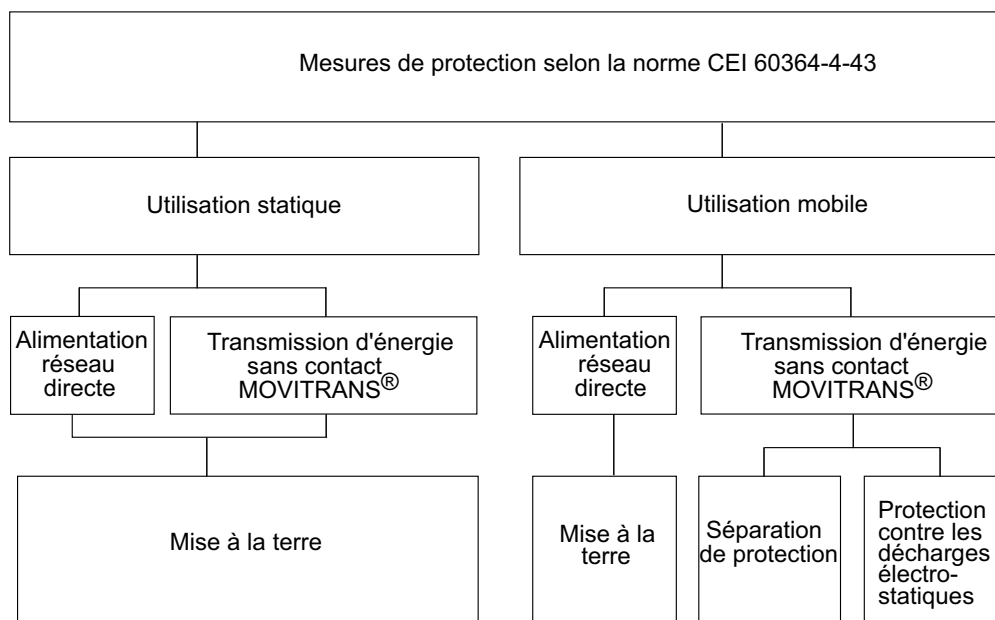 Mesures de protection selon la norme CEI 60364-4-43
Utilisation statique
Utilisation mobile
Alimentation
réseau
directe
Transmission d'énergie
sans contact
MOVITRANS®
Alimentation
réseau
directe
Transmission d'énergie
sans contact
MOVITRANS®
Mise à la terre
Mise à la
terre
Séparation
de protection
Protection
contre les
décharges
électro-
statiques